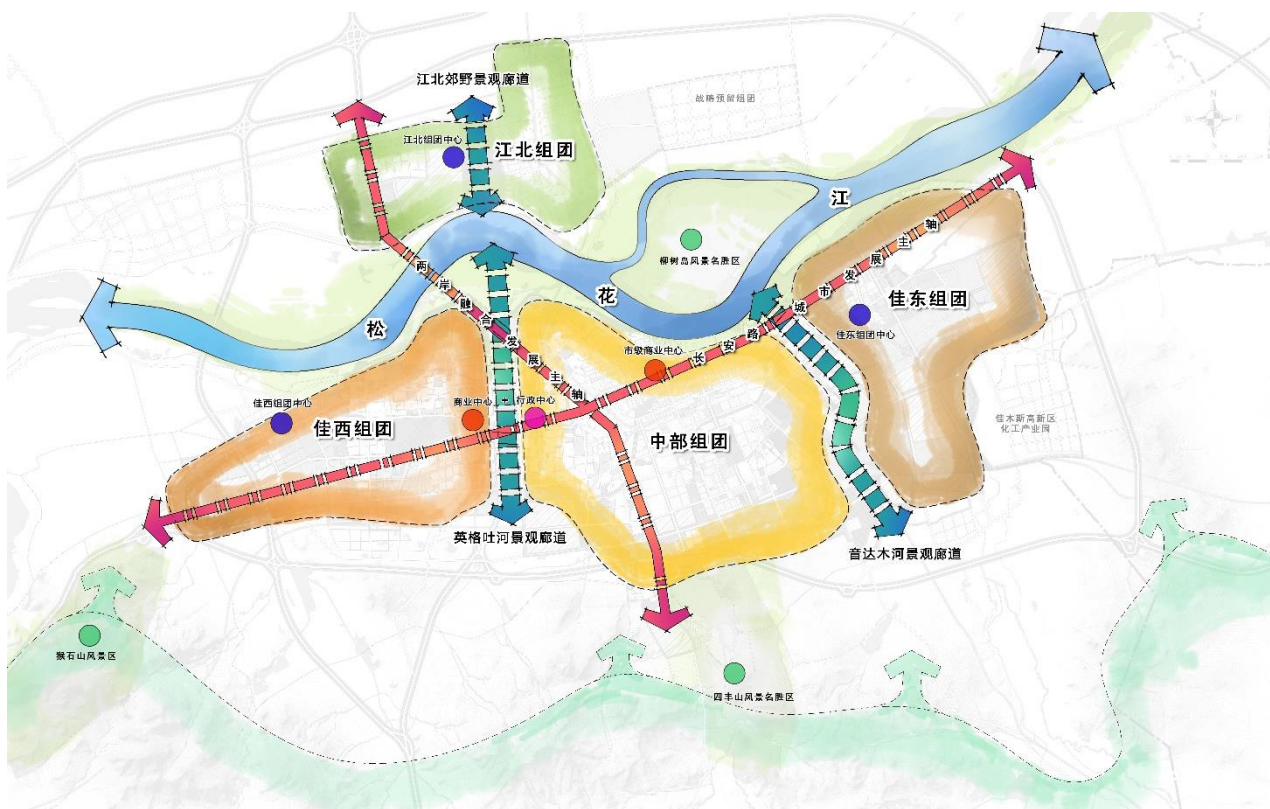 江北郊野景观廊道
战略预留组团
N
江北组团中心
江北组团
江
柳树岛风景名胜区
花
松
两岸融合发展主轴
长安路城市发展主轴
佳东组团
佳东组团中心
市级商业中心
佳西组团中心
商业中心
行政中心
佳西组团
中部组团
佳木斯高新区
化工产业园
英格吐河景观廊道
音达木河景观廊道
猴石山风景区
四丰山风景名胜区